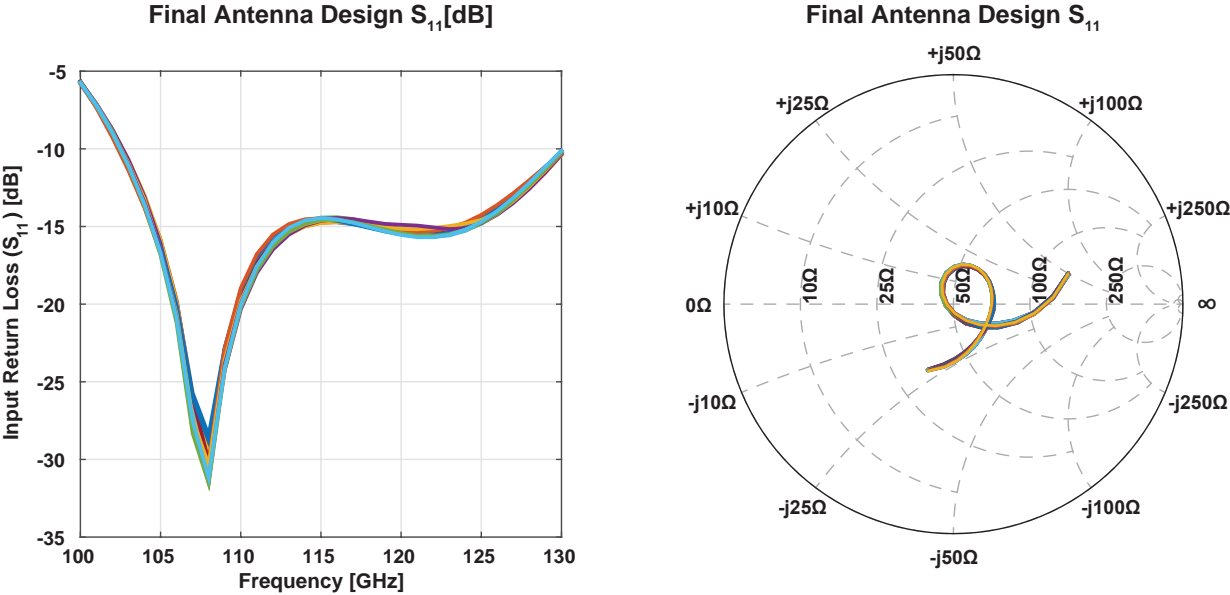 Final Antenna Design S₁₁[dB]
-5
-10
-15
-20
-25
-30
-35
100
105
110
115
120
125
130
Frequency [GHz]
Input Return Loss (S₁₁) [dB]
Final Antenna Design S₁₁
+j50Ω
+j25Ω
+j100Ω
+j10Ω
+j250Ω
0Ω
10Ω
25Ω
50Ω
100Ω
250Ω
∞
-j10Ω
-j250Ω
-j25Ω
-j100Ω
-j50Ω